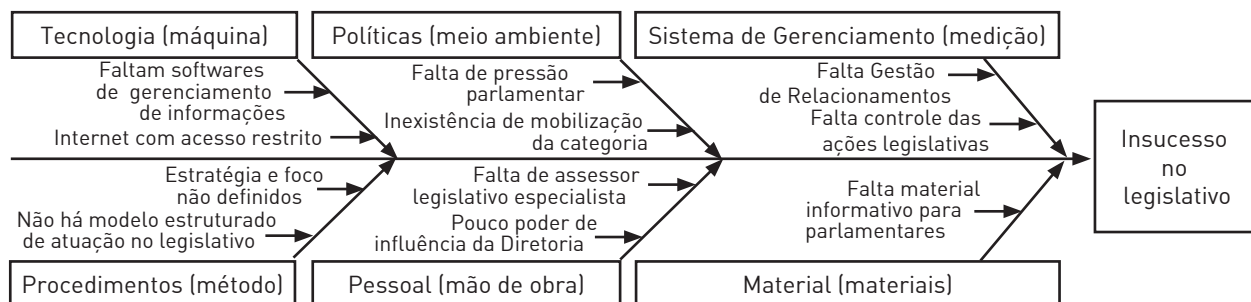 Tecnologia (máquina)
Políticas (meio ambiente)
Sistema de Gerenciamento (medição)
Faltam softwares
de gerenciamento
de informações
Internet com acesso restrito
Falta de pressão
parlamentar
Inexistência de mobilização
da categoria
Falta Gestão
de Relacionamentos
Falta controle das
ações legislativas
Insucesso
no
legislativo
Estratégia e foco
não definidos
Não há modelo estruturado
de atuação no legislativo
Falta de assessor
legislativo especialista
Pouco poder de
influência da Diretoria
Falta material
informativo para
parlamentares
Procedimentos (método)
Pessoal (mão de obra)
Material (materiais)